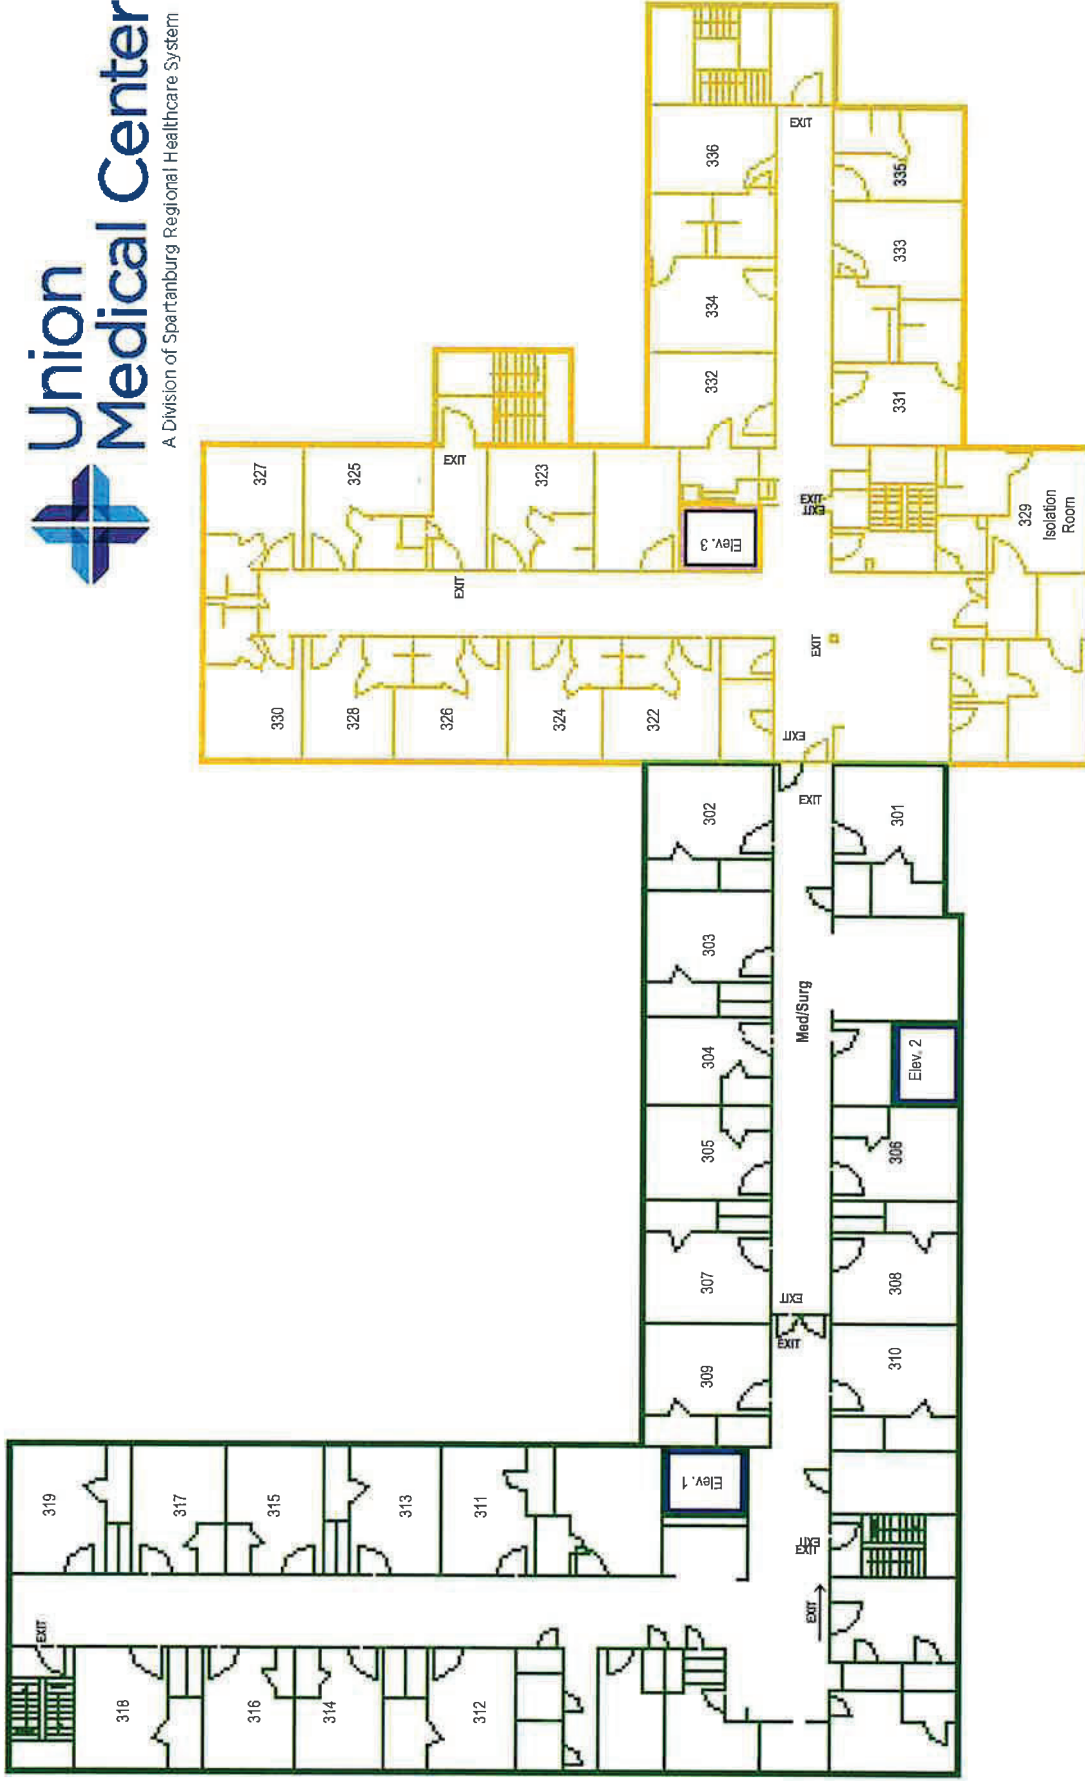 Union
Medical Center
A Division of Spartanburg Regional Healthcare System
319
317
315
313
311
Elev. 1
EXIT
318
316
314
312
EXIT
EXIT
EXIT
309
307
305
304
303
302
EXIT
EXIT
Med/Surg
EXIT
310
308
306
Elev. 2
301
327
325
EXIT
323
Elev. 3
EXIT
330
328
326
324
322
EXIT
EXIT
EXIT
EXIT
332
334
336
EXIT
331
333
335
329
Isolation
Room